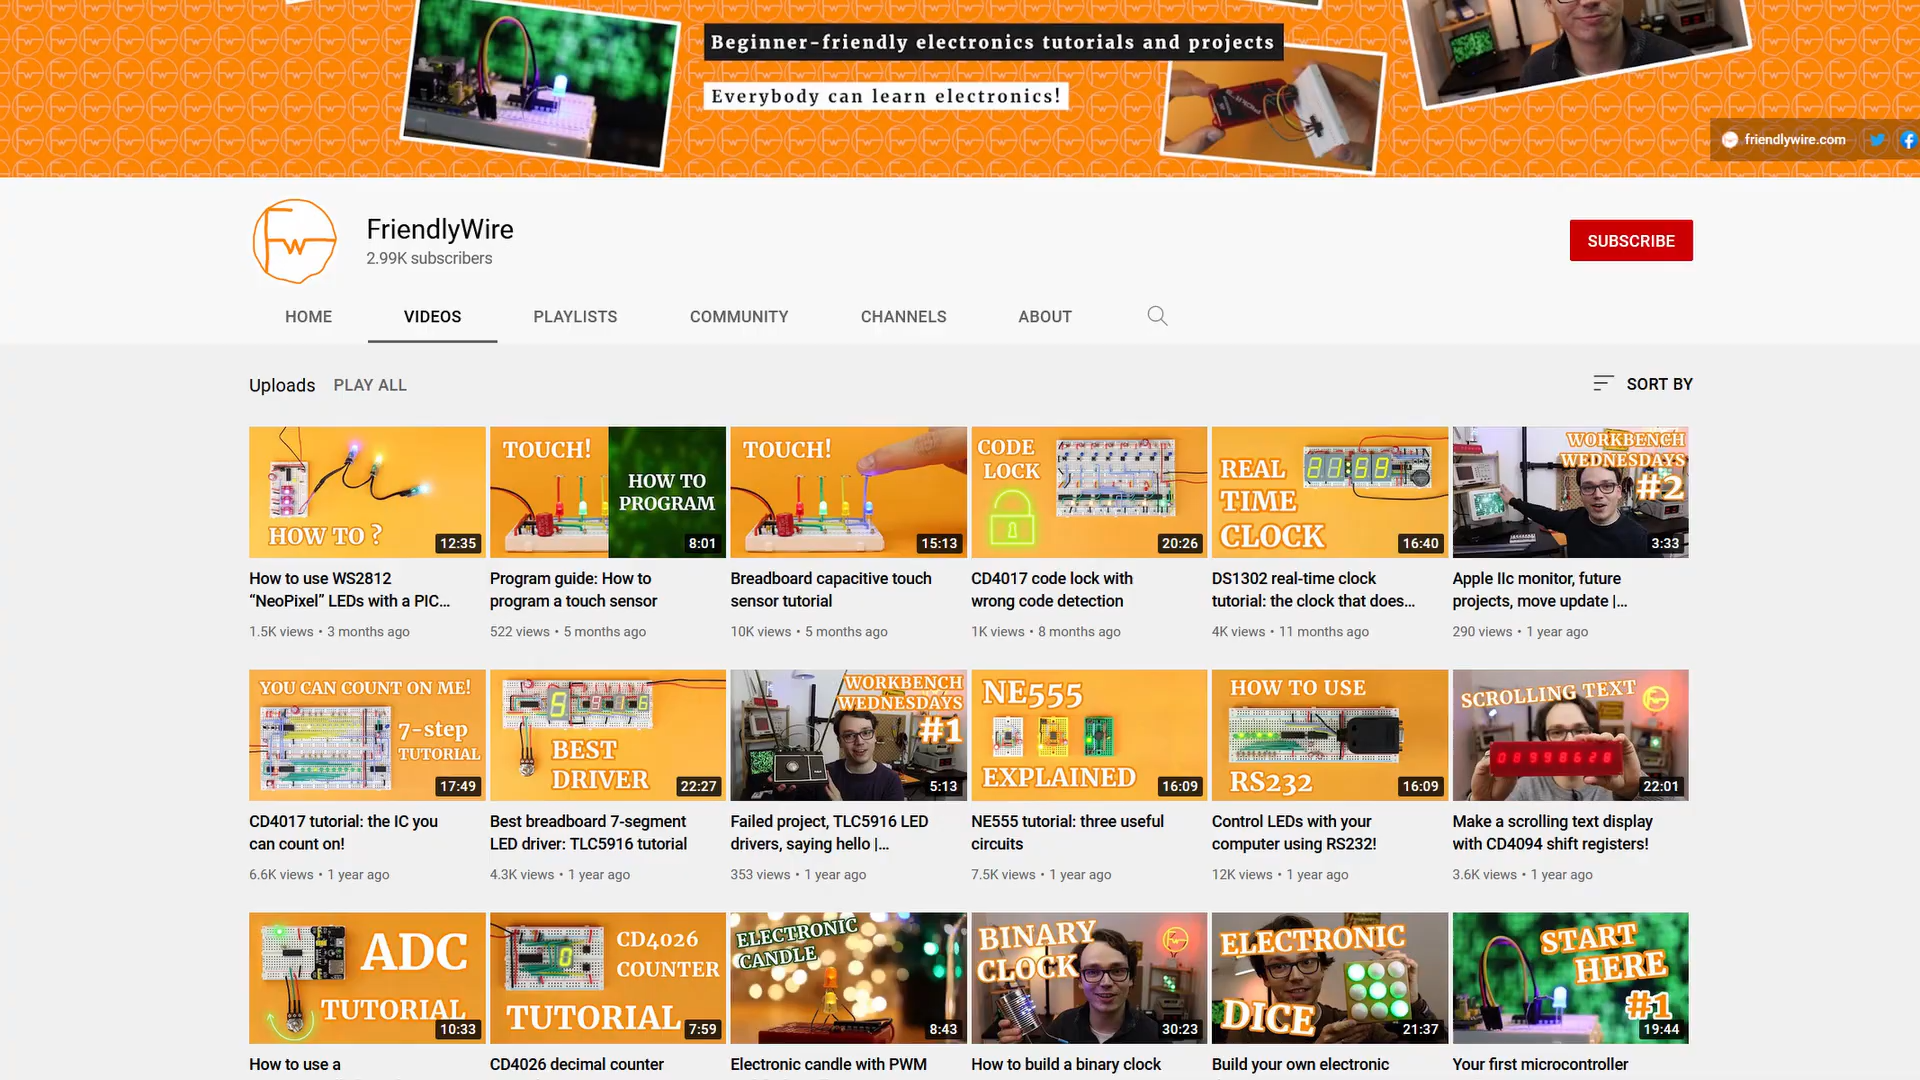 Beginner-friendly electronics tutorials and projects
Everybody can learn electronics!
friendlywire.com
FriendlyWire
2.99K subscribers
SUBSCRIBE
HOME VIDEOS PLAYLISTS COMMUNITY CHANNELS ABOUT
Uploads PLAY ALL SORT BY
HOW TO ?
12:35
TOUCH!
HOW TO
PROGRAM
8:01
TOUCH!
15:13
CODE
LOCK
20:26
REAL
TIME
CLOCK
21:59
16:40
WORKBENCH
WEDNESDAYS
#2
3:33
How to use WS2812
“NeoPixel” LEDs with a PIC...
1.5K views • 3 months ago
Program guide: How to
program a touch sensor
522 views • 5 months ago
Breadboard capacitive touch
sensor tutorial
10K views • 5 months ago
CD4017 code lock with
wrong code detection
1K views • 8 months ago
DS1302 real-time clock
tutorial: the clock that does...
4K views • 11 months ago
Apple IIc monitor, future
projects, move update |...
290 views • 1 year ago
YOU CAN COUNT ON ME!
7-step
TUTORIAL
17:49
BEST
DRIVER
22:27
WORKBENCH
WEDNESDAYS
#1
5:13
NE555
EXPLAINED
16:09
HOW TO USE
RS232
16:09
SCROLLING TEXT
22:01
CD4017 tutorial: the IC you
can count on!
6.6K views • 1 year ago
Best breadboard 7-segment
LED driver: TLC5916 tutorial
4.3K views • 1 year ago
Failed project, TLC5916 LED
drivers, saying hello |...
353 views • 1 year ago
NE555 tutorial: three useful
circuits
7.5K views • 1 year ago
Control LEDs with your
computer using RS232!
12K views • 1 year ago
Make a scrolling text display
with CD4094 shift registers!
3.6K views • 1 year ago
ADC
TUTORIAL
10:33
CD4026
COUNTER
TUTORIAL
7:59
ELECTRONIC
CANDLE
8:43
BINARY
CLOCK
30:23
ELECTRONIC
DICE
21:37
START
HERE
#1
19:44
How to use a
CD4026 decimal counter
Electronic candle with PWM
How to build a binary clock
Build your own electronic
Your first microcontroller